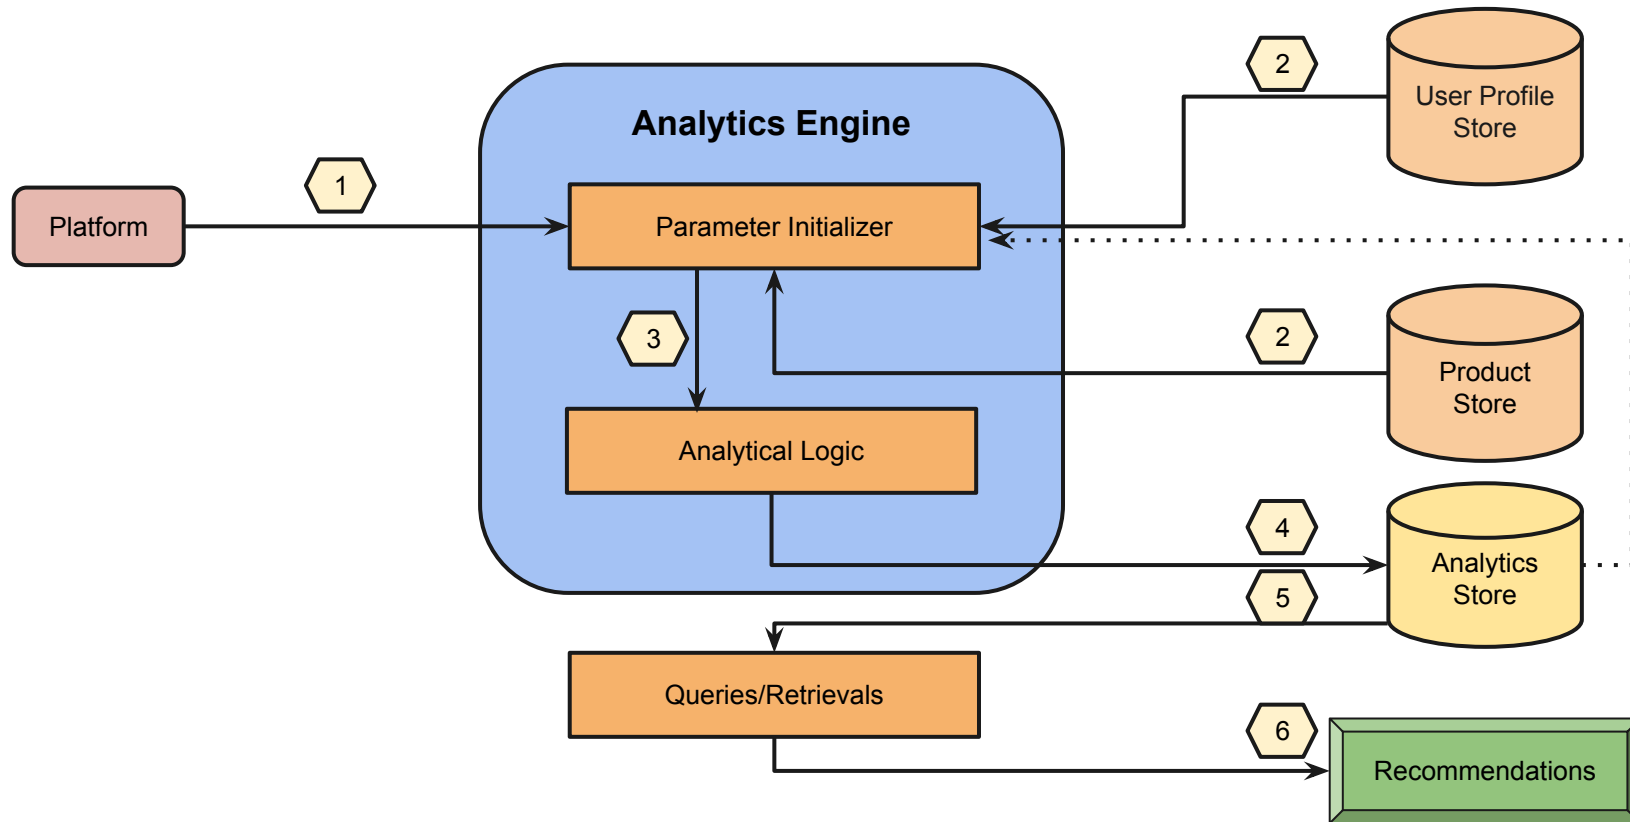 2
User Profile
Store
Analytics Engine
1
Platform
Parameter Initializer
3
2
Product
Store
Analytical Logic
4
Analytics
Store
5
Queries/Retrievals
6
Recommendations